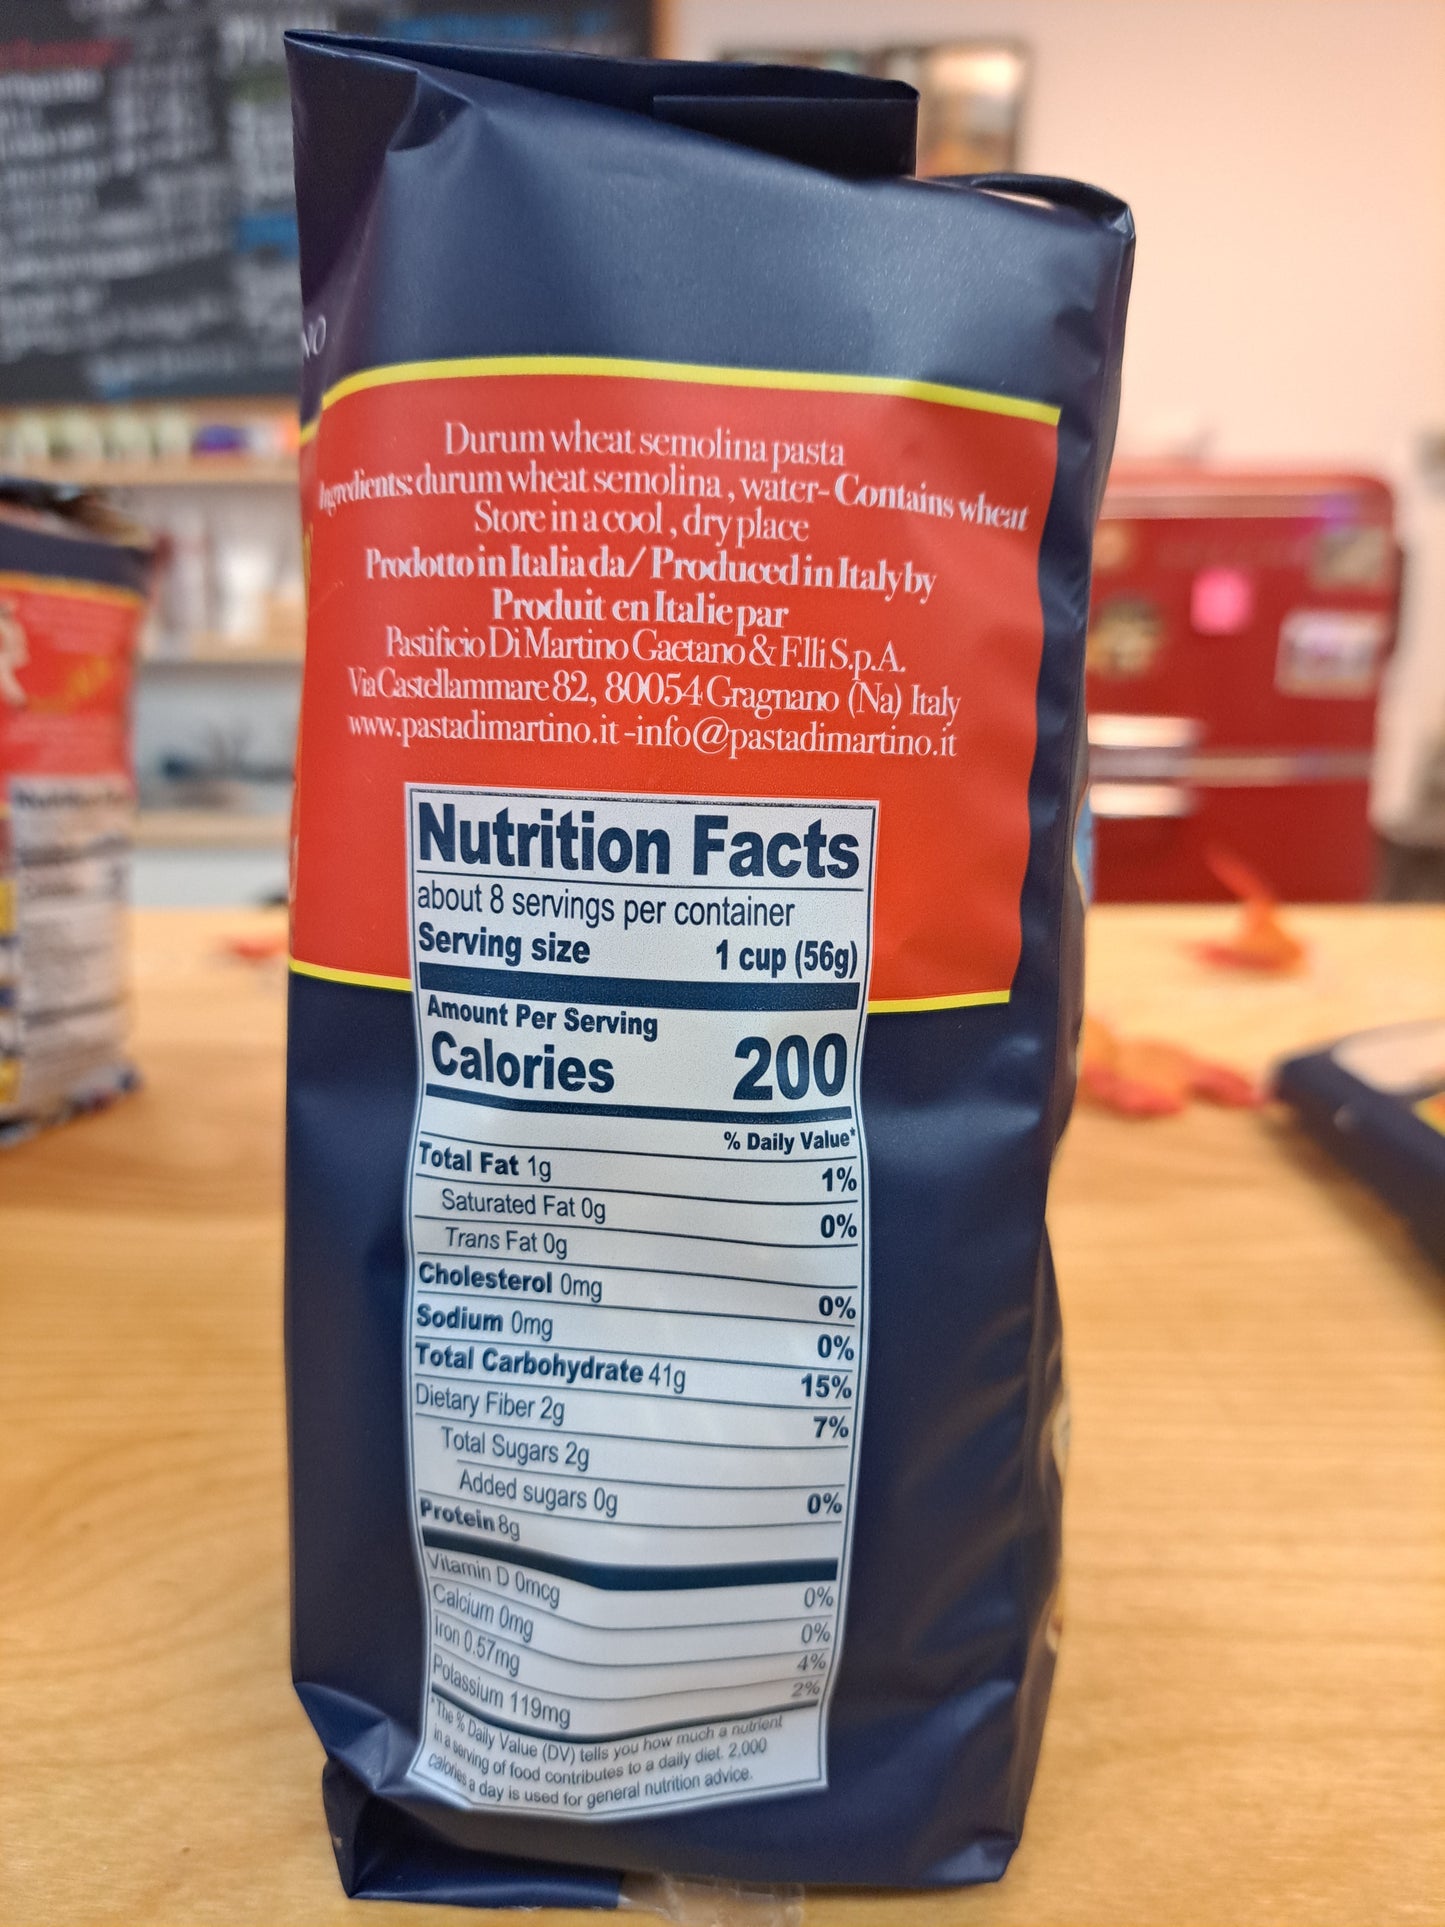 NO
Durum wheat semolina pasta
Ingredients: durum wheat semolina , water- Contains wheat
Store in a cool , dry place
Prodotto in Italia da/ Produced in Italy by
Produit en Italie par
Pastificio Di Martino Gaetano & F.lli S.p.A.
Via Castellammare 82, 80054 Gragnano (Na) Italy
www.pastadimartino.it -info@pastadimartino.it
Nutrition Facts
about 8 servings per container
Serving size 1 cup (56g)
Amount Per Serving
Calories 200
% Daily Value*
Total Fat 1g 1%
Saturated Fat 0g 0%
Trans Fat 0g
Cholesterol 0mg 0%
Sodium 0mg 0%
Total Carbohydrate 41g 15%
Dietary Fiber 2g 7%
Total Sugars 2g
Added sugars 0g 0%
Protein 8g
Vitamin D 0mcg 0%
Calcium 0mg 0%
Iron 0.57mg 4%
Potassium 119mg 2%
*The % Daily Value (DV) tells you how much a nutrient
in a serving of food contributes to a daily diet. 2,000
calories a day is used for general nutrition advice.